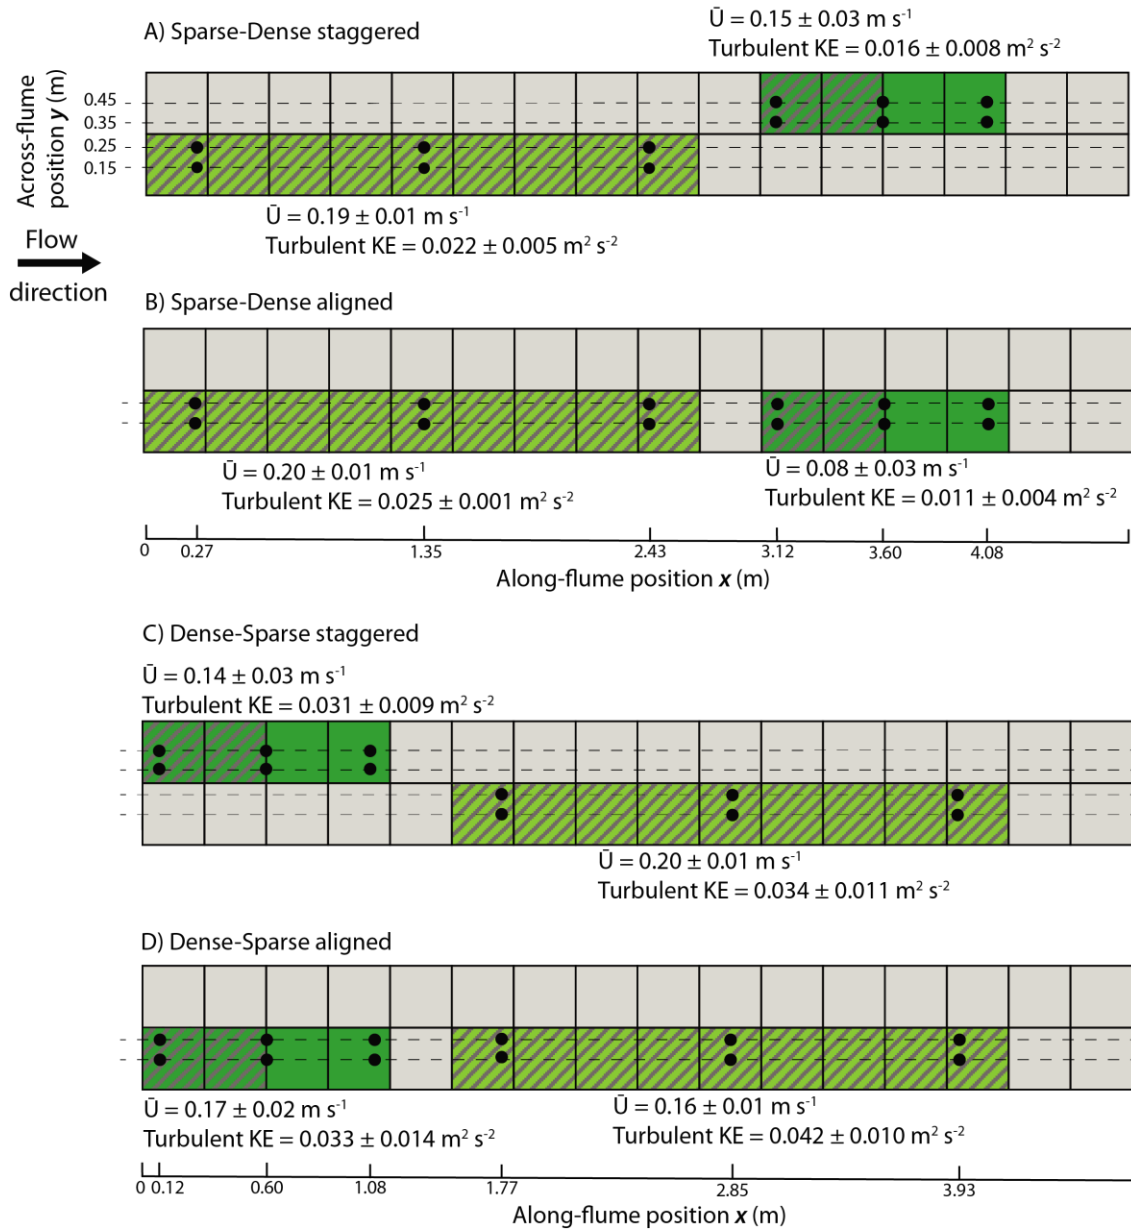 A) Sparse-Dense staggered
Ū = 0.15 ± 0.03 m s⁻¹
Turbulent KE = 0.016 ± 0.008 m² s⁻²
Across-flume
position y (m)
0.45
0.35
0.25
0.15
Ū = 0.19 ± 0.01 m s⁻¹
Turbulent KE = 0.022 ± 0.005 m² s⁻²
Flow
direction
B) Sparse-Dense aligned
Ū = 0.20 ± 0.01 m s⁻¹
Turbulent KE = 0.025 ± 0.001 m² s⁻²
Ū = 0.08 ± 0.03 m s⁻¹
Turbulent KE = 0.011 ± 0.004 m² s⁻²
0 0.27 1.35 2.43 3.12 3.60 4.08
Along-flume position x (m)
C) Dense-Sparse staggered
Ū = 0.14 ± 0.03 m s⁻¹
Turbulent KE = 0.031 ± 0.009 m² s⁻²
Ū = 0.20 ± 0.01 m s⁻¹
Turbulent KE = 0.034 ± 0.011 m² s⁻²
D) Dense-Sparse aligned
Ū = 0.17 ± 0.02 m s⁻¹
Turbulent KE = 0.033 ± 0.014 m² s⁻²
Ū = 0.16 ± 0.01 m s⁻¹
Turbulent KE = 0.042 ± 0.010 m² s⁻²
0 0.12 0.60 1.08 1.77 2.85 3.93
Along-flume position x (m)